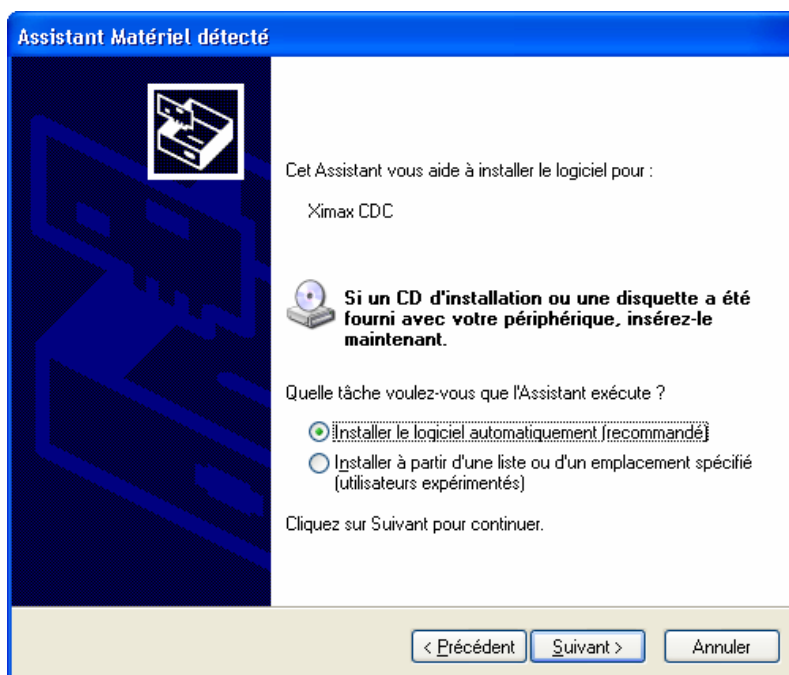 Assistant Matériel détecté
Cet Assistant vous aide à installer le logiciel pour :
Ximax CDC
Si un CD d'installation ou une disquette a été
fourni avec votre périphérique, insérez-le
maintenant.
Quelle tâche voulez-vous que l'Assistant exécute ?
Installer le logiciel automatiquement (recommandé)
Installer à partir d'une liste ou d'un emplacement spécifié
(utilisateurs expérimentés)
Cliquez sur Suivant pour continuer.
< Précédent Suivant > Annuler